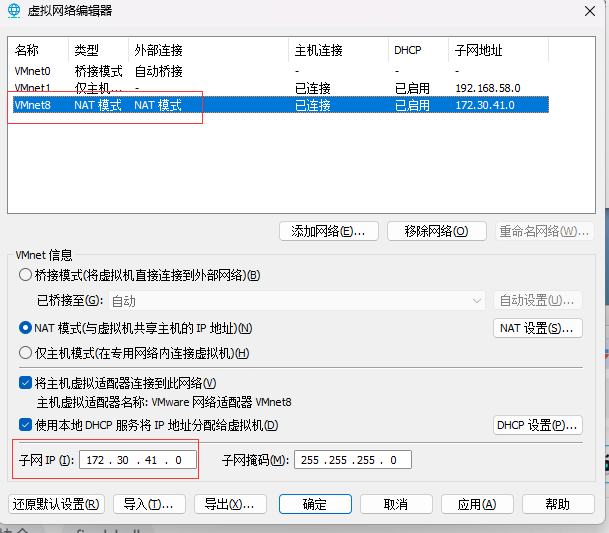 虚拟网络编辑器
名称 类型 外部连接 主机连接 DHCP 子网地址
VMnet0 桥接模式 自动桥接 - - -
VMnet1 仅主机... - 已连接 已启用 192.168.58.0
VMnet8 NAT 模式 NAT 模式 已连接 已启用 172.30.41.0
添加网络(E)... 移除网络(O) 重命名网络(W)...
VMnet 信息
桥接模式(将虚拟机直接连接到外部网络)(B)
已桥接至(G): 自动 自动设置(U)...
NAT 模式(与虚拟机共享主机的 IP 地址)(N) NAT 设置(S)...
仅主机模式(在专用网络内连接虚拟机)(H)
将主机虚拟适配器连接到此网络(V)
主机虚拟适配器名称: VMware 网络适配器 VMnet8
使用本地 DHCP 服务将 IP 地址分配给虚拟机(D) DHCP 设置(P)...
子网 IP (I): 172 . 30 . 41 . 0 子网掩码(M): 255 .255 .255 . 0
还原默认设置(R) 导入(T)... 导出(X)... 确定 取消 应用(A) 帮助